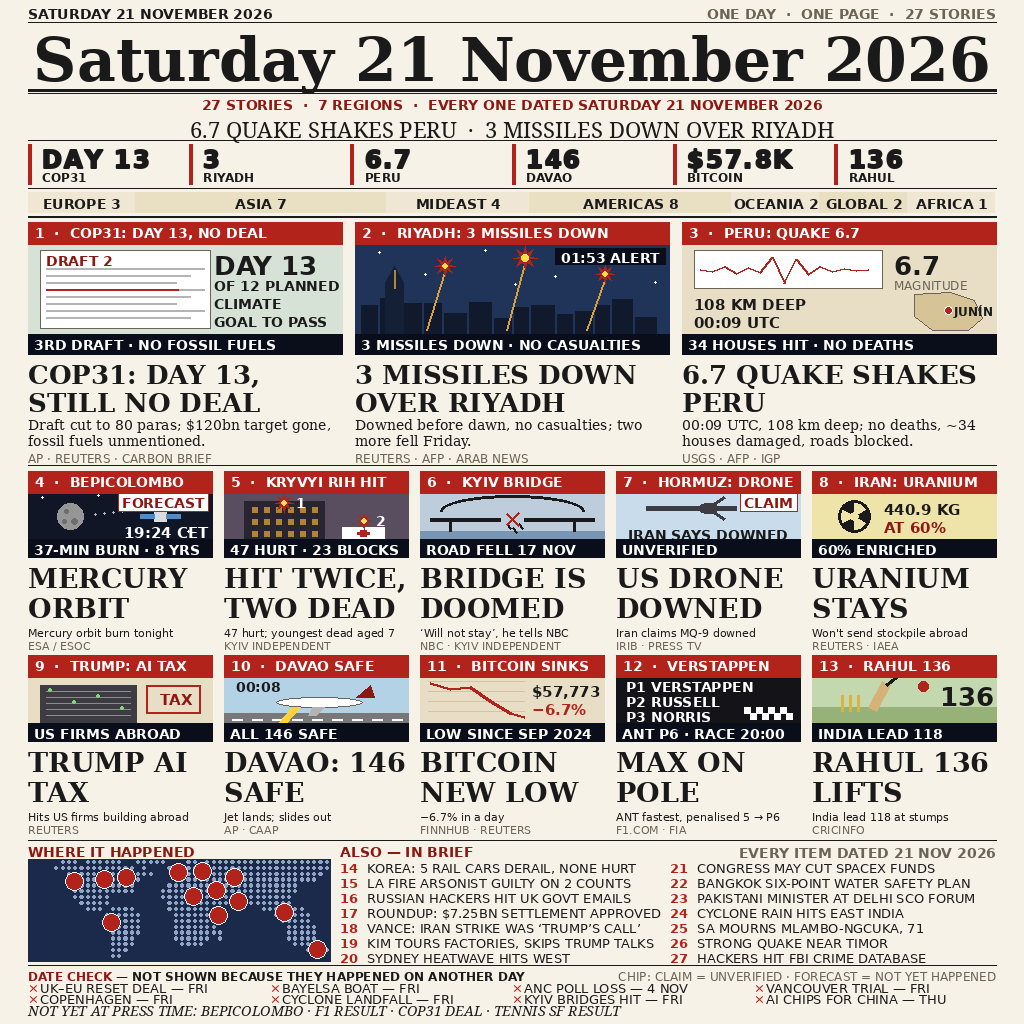 SATURDAY 21 NOVEMBER 2026
ONE DAY · ONE PAGE · 27 STORIES
Saturday 21 November 2026
27 STORIES · 7 REGIONS · EVERY ONE DATED SATURDAY 21 NOVEMBER 2026
6.7 QUAKE SHAKES PERU · 3 MISSILES DOWN OVER RIYADH
DAY 13
COP31
3
RIYADH
6.7
PERU
146
DAVAO
$57.8K
BITCOIN
136
RAHUL
EUROPE 3
ASIA 7
MIDEAST 4
AMERICAS 8
OCEANIA 2
GLOBAL 2
AFRICA 1
1 · COP31: DAY 13, NO DEAL
DRAFT 2
DAY 13
OF 12 PLANNED
CLIMATE
GOAL TO PASS
3RD DRAFT · NO FOSSIL FUELS
COP31: DAY 13,
STILL NO DEAL
Draft cut to 80 paras; $120bn target gone,
fossil fuels unmentioned.
AP · REUTERS · CARBON BRIEF
2 · RIYADH: 3 MISSILES DOWN
01:53 ALERT
3 MISSILES DOWN · NO CASUALTIES
3 MISSILES DOWN
OVER RIYADH
Downed before dawn, no casualties; two
more fell Friday.
REUTERS · AFP · ARAB NEWS
3 · PERU: QUAKE 6.7
6.7
MAGNITUDE
108 KM DEEP
00:09 UTC
JUNÍN
34 HOUSES HIT · NO DEATHS
6.7 QUAKE SHAKES
PERU
00:09 UTC, 108 km deep; no deaths, ~34
houses damaged, roads blocked.
USGS · AFP · IGP
4 · BEPICOLOMBO
FORECAST
19:24 CET
37-MIN BURN · 8 YRS
MERCURY
ORBIT
Mercury orbit burn tonight
ESA / ESOC
5 · KRYVYI RIH HIT
1
2
47 HURT · 23 BLOCKS
HIT TWICE,
TWO DEAD
47 hurt; youngest dead aged 7
KYIV INDEPENDENT
6 · KYIV BRIDGE
ROAD FELL 17 NOV
BRIDGE IS
DOOMED
‘Will not stay’, he tells NBC
NBC · KYIV INDEPENDENT
7 · HORMUZ: DRONE
CLAIM
IRAN SAYS DOWNED
UNVERIFIED
US DRONE
DOWNED
Iran claims MQ-9 downed
IRIB · PRESS TV
8 · IRAN: URANIUM
440.9 KG
AT 60%
60% ENRICHED
URANIUM
STAYS
Won't send stockpile abroad
REUTERS · IAEA
9 · TRUMP: AI TAX
TAX
US FIRMS ABROAD
TRUMP AI
TAX
Hits US firms building abroad
REUTERS
10 · DAVAO SAFE
00:08
ALL 146 SAFE
DAVAO: 146
SAFE
Jet lands; slides out
AP · CAAP
11 · BITCOIN SINKS
$57,773
−6.7%
LOW SINCE SEP 2024
BITCOIN
NEW LOW
−6.7% in a day
FINNHUB · REUTERS
12 · VERSTAPPEN
P1 VERSTAPPEN
P2 RUSSELL
P3 NORRIS
ANT P6 · RACE 20:00
MAX ON
POLE
ANT fastest, penalised 5 → P6
F1.COM · FIA
13 · RAHUL 136
136
INDIA LEAD 118
RAHUL 136
LIFTS
India lead 118 at stumps
CRICINFO
WHERE IT HAPPENED
ALSO — IN BRIEF
EVERY ITEM DATED 21 NOV 2026
14 KOREA: 5 RAIL CARS DERAIL, NONE HURT
15 LA FIRE ARSONIST GUILTY ON 2 COUNTS
16 RUSSIAN HACKERS HIT UK GOVT EMAILS
17 ROUNDUP: $7.25BN SETTLEMENT APPROVED
18 VANCE: IRAN STRIKE WAS ‘TRUMP’S CALL’
19 KIM TOURS FACTORIES, SKIPS TRUMP TALKS
20 SYDNEY HEATWAVE HITS WEST
21 CONGRESS MAY CUT SPACEX FUNDS
22 BANGKOK SIX-POINT WATER SAFETY PLAN
23 PAKISTANI MINISTER AT DELHI SCO FORUM
24 CYCLONE RAIN HITS EAST INDIA
25 SA MOURNS MLAMBO-NGCUKA, 71
26 STRONG QUAKE NEAR TIMOR
27 HACKERS HIT FBI CRIME DATABASE
DATE CHECK — NOT SHOWN BECAUSE THEY HAPPENED ON ANOTHER DAY
CHIP: CLAIM = UNVERIFIED · FORECAST = NOT YET HAPPENED
×UK–EU RESET DEAL — FRI
×BAYELSA BOAT — FRI
×ANC POLL LOSS — 4 NOV
×VANCOUVER TRIAL — FRI
×COPENHAGEN — FRI
×CYCLONE LANDFALL — FRI
×KYIV BRIDGES HIT — FRI
×AI CHIPS FOR CHINA — THU
NOT YET AT PRESS TIME: BEPICOLOMBO · F1 RESULT · COP31 DEAL · TENNIS SF RESULT